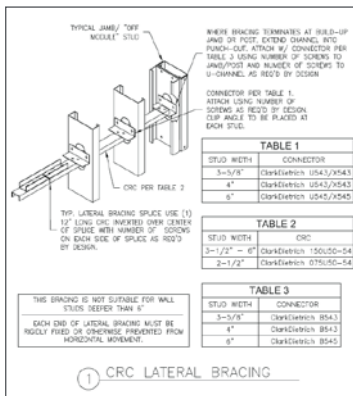 TYPICAL JAMB/ "OFF
MODULE" STUD
WHERE BRACING TERMINATES AT BUILD-UP
JAMB OR POST, EXTEND CHANNEL INTO
PUNCH-OUT. ATTACH W/ CONNECTOR PER
TABLE 3 USING NUMBER OF SCREWS TO
JAMB/POST AND NUMBER OF SCREWS TO
U-CHANNEL AS REQ'D BY DESIGN
CONNECTOR PER TABLE 1.
ATTACH USING NUMBER OF
SCREWS AS REQ'D BY DESIGN.
CLIP ANGLE TO BE PLACED AT
EACH STUD.
CRC PER TABLE 2
TYP. LATERAL BRACING SPLICE USE (1)
12" LONG CRC INVERTED OVER CENTER
OF SPLICE WITH NUMBER OF SCREWS
ON EACH SIDE OF SPLICE AS REQ'D
BY DESIGN.
TABLE 1
STUD WIDTH CONNECTOR
3-5/8" ClarkDietrich U543/X543
4" ClarkDietrich U543/X543
6" ClarkDietrich U545/X545
TABLE 2
STUD WIDTH CRC
3-1/2" - 6" ClarkDietrich 150U50-54
2-1/2" ClarkDietrich 075U50-54
THIS BRACING IS NOT SUITABLE FOR WALL
STUDS DEEPER THAN 6"
EACH END OF LATERAL BRACING MUST BE
RIGIDLY FIXED OR OTHERWISE PREVENTED FROM
HORIZONTAL MOVEMENT.
TABLE 3
STUD WIDTH CONNECTOR
3-5/8" ClarkDietrich B543
4" ClarkDietrich B543
6" ClarkDietrich B545
1 CRC LATERAL BRACING